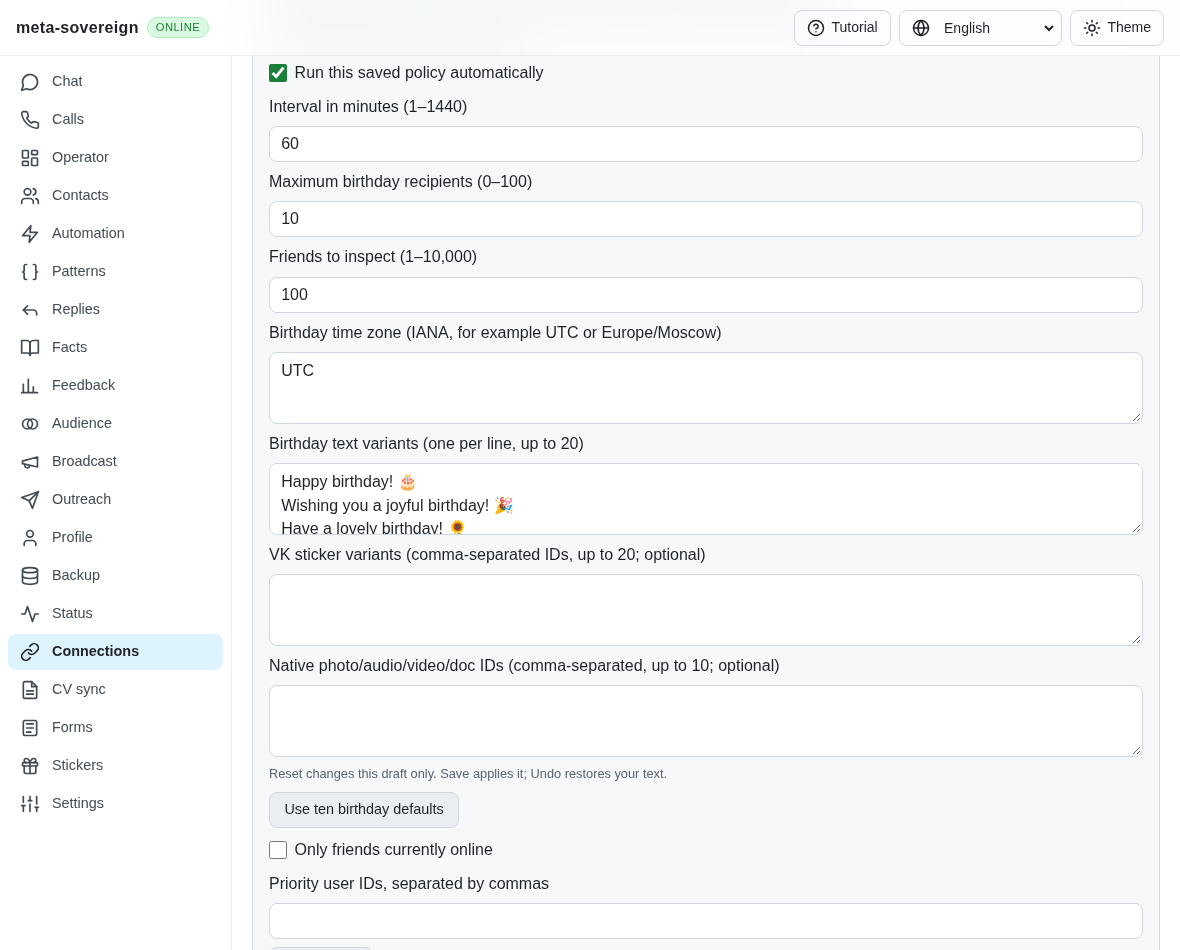 meta-sovereign ONLINE
Tutorial
English
Theme
Chat
Calls
Operator
Contacts
Automation
Patterns
Replies
Facts
Feedback
Audience
Broadcast
Outreach
Profile
Backup
Status
Connections
CV sync
Forms
Stickers
Settings
Run this saved policy automatically
Interval in minutes (1–1440)
60
Maximum birthday recipients (0–100)
10
Friends to inspect (1–10,000)
100
Birthday time zone (IANA, for example UTC or Europe/Moscow)
UTC
Birthday text variants (one per line, up to 20)
Happy birthday! 🎂
Wishing you a joyful birthday! 🎉
Have a lovely birthday! 🌻
VK sticker variants (comma-separated IDs, up to 20; optional)
Native photo/audio/video/doc IDs (comma-separated, up to 10; optional)
Reset changes this draft only. Save applies it; Undo restores your text.
Use ten birthday defaults
Only friends currently online
Priority user IDs, separated by commas